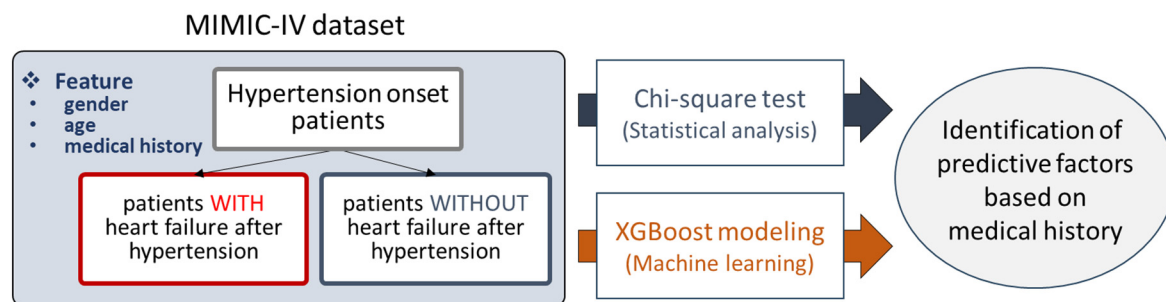 MIMIC-IV dataset
❖ Feature
• gender
• age
• medical history
Hypertension onset
patients
patients WITH
heart failure after
hypertension
patients WITHOUT
heart failure after
hypertension
Chi-square test
(Statistical analysis)
XGBoost modeling
(Machine learning)
Identification of
predictive factors
based on
medical history